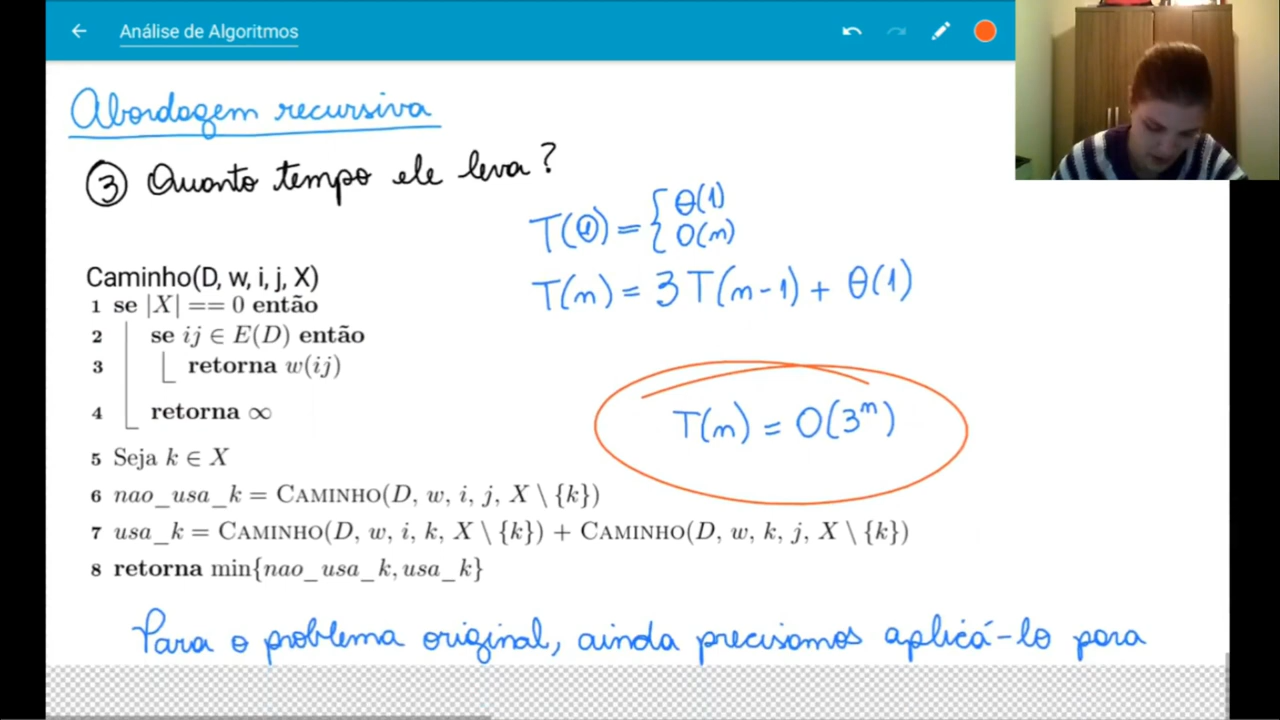 Análise de Algoritmos
Abordagem recursiva
③ Quanto tempo ele leva?
T(0) = { θ(1)
O(n)
T(n) = 3T(n-1) + θ(1)
T(n) = O(3ⁿ)
Caminho(D, w, i, j, X)
1 se |X| == 0 então
2 se ij ∈ E(D) então
3 retorna w(ij)
4 retorna ∞
5 Seja k ∈ X
6 nao_usa_k = CAMINHO(D, w, i, j, X \ {k})
7 usa_k = CAMINHO(D, w, i, k, X \ {k}) + CAMINHO(D, w, k, j, X \ {k})
8 retorna min{nao_usa_k, usa_k}
Para o problema original, ainda precisamos aplicá-lo para